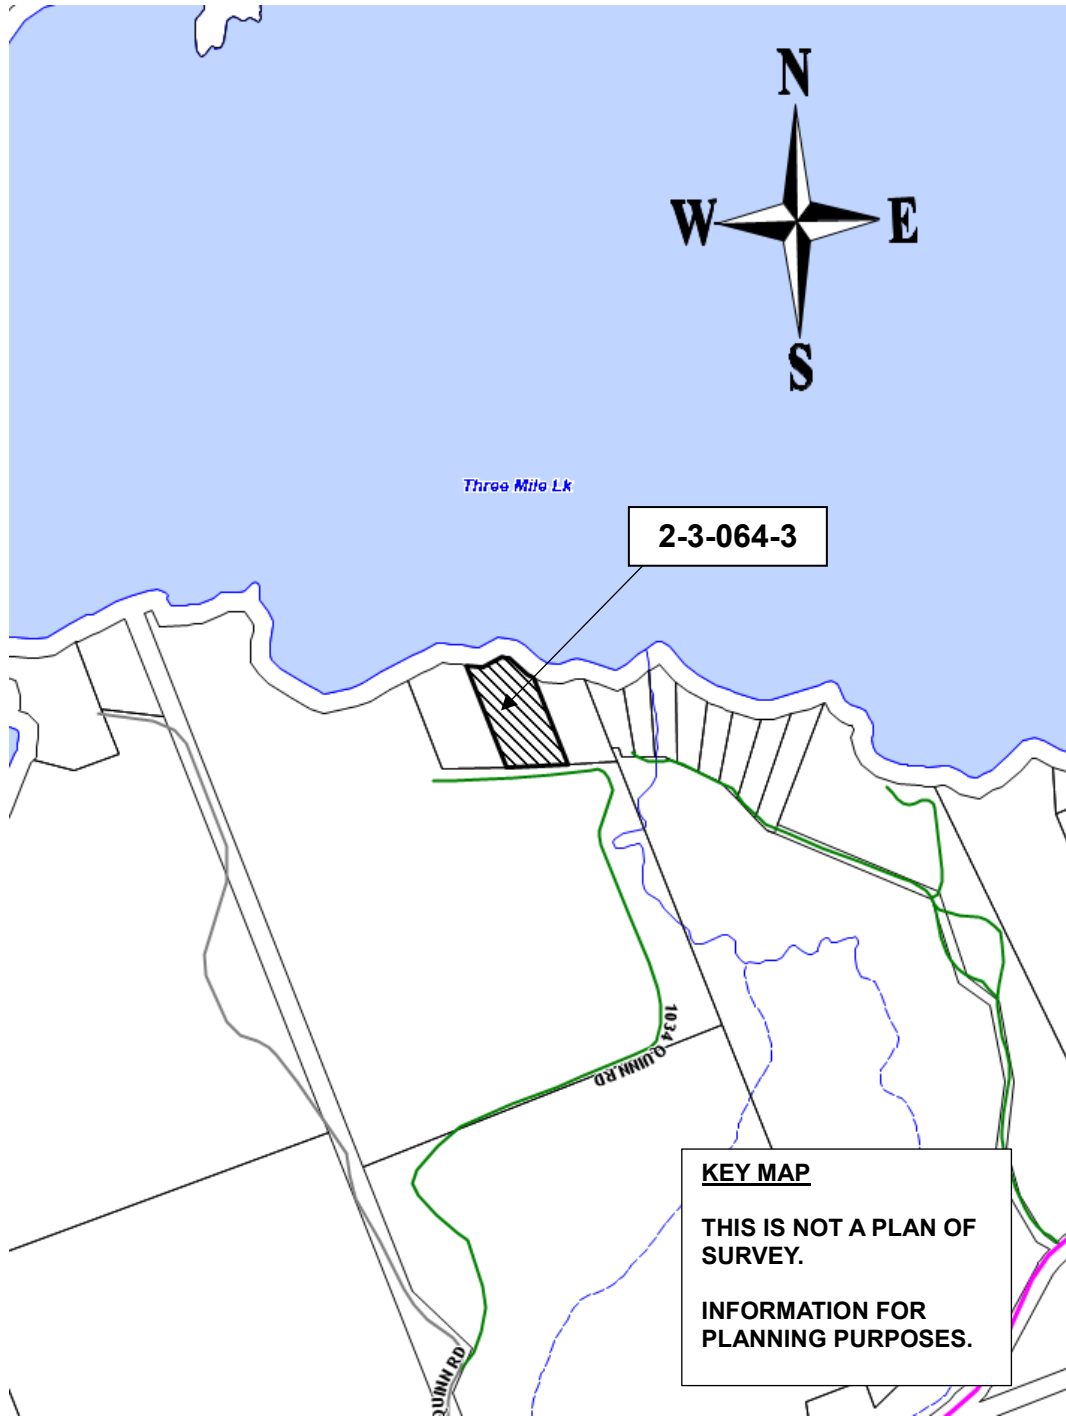 N
W E
S
Three Mile Lk
2-3-064-3
1034 QUINN RD
KEY MAP
THIS IS NOT A PLAN OF
SURVEY.
INFORMATION FOR
PLANNING PURPOSES.
QUINN RD